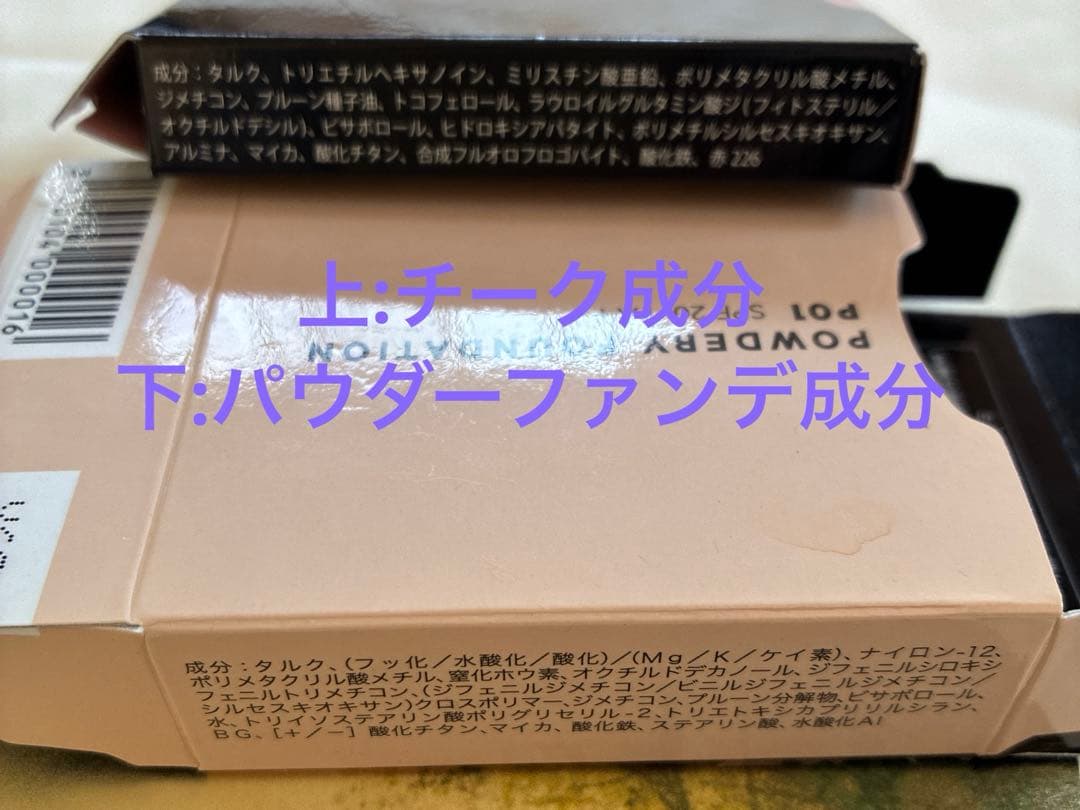 成分：タルク、トリエチルヘキサノイン、ミリスチン酸亜鉛、ポリメタクリル酸メチル、
ジメチコン、プルーン種子油、トコフェロール、ラウロイルグルタミン酸ジ(フィトステリル／
オクチルドデシル)、ビサボロール、ヒドロキシアパタイト、ポリメチルシルセスキオキサン、
アルミナ、マイカ、酸化チタン、合成フルオロフロゴパイト、酸化鉄、赤226
上:チーク成分
P01 SPF 20
POWDERY FOUNDATION
下:パウダーファンデ成分
成分：タルク、(フッ化／水酸化／酸化)／(Mg／K／ケイ素)、ナイロン-12、
ポリメタクリル酸メチル、窒化ホウ素、オクチルドデカノール、ジフェニルシロキシ
フェニルトリメチコン、(ジフェニルジメチコン／ビニルジフェニルジメチコン／
シルセスキオキサン)クロスポリマー、ジメチコン、プルーン分解物、ビサボロール、
水、トリイソステアリン酸ポリグリセリル-2、トリエトキシカプリリルシラン、
BG、[＋／－] 酸化チタン、マイカ、酸化鉄、ステアリン酸、水酸化Al